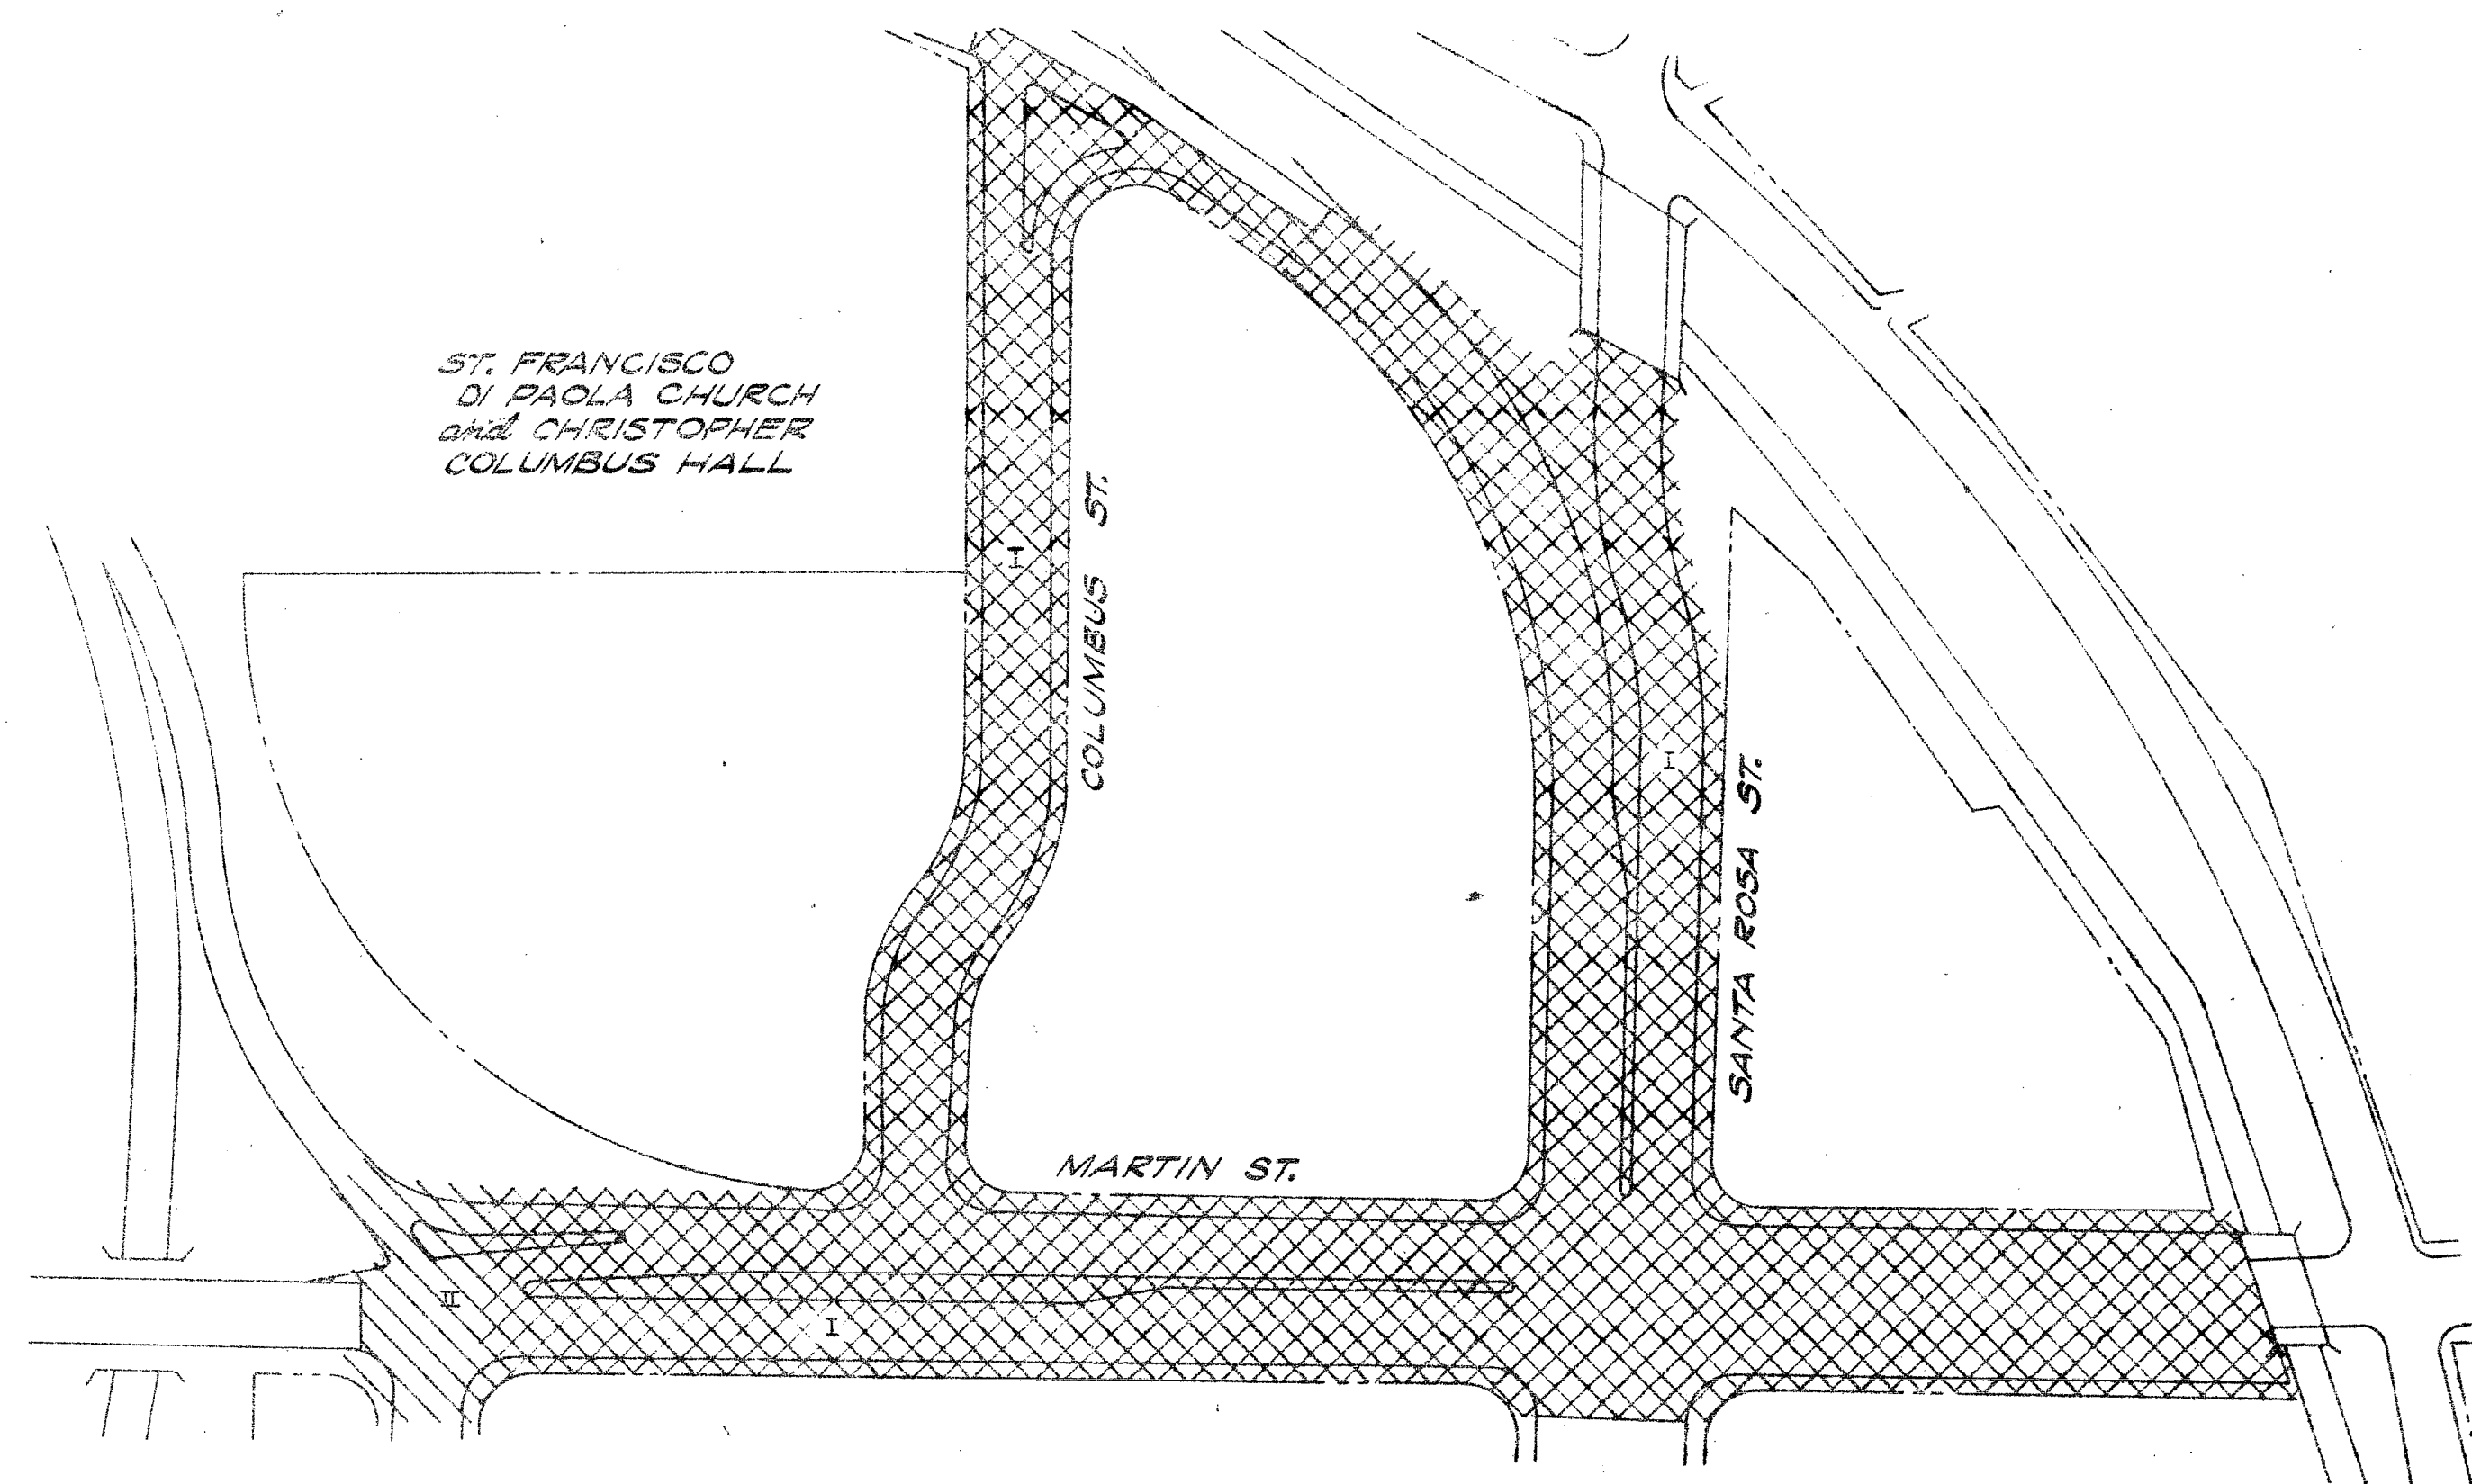 ST. FRANCISCO
DI PAOLA CHURCH
and CHRISTOPHER
COLUMBUS HALL
COLUMBUS ST.
I
I
SANTA ROSA ST.
MARTIN ST.
II
I